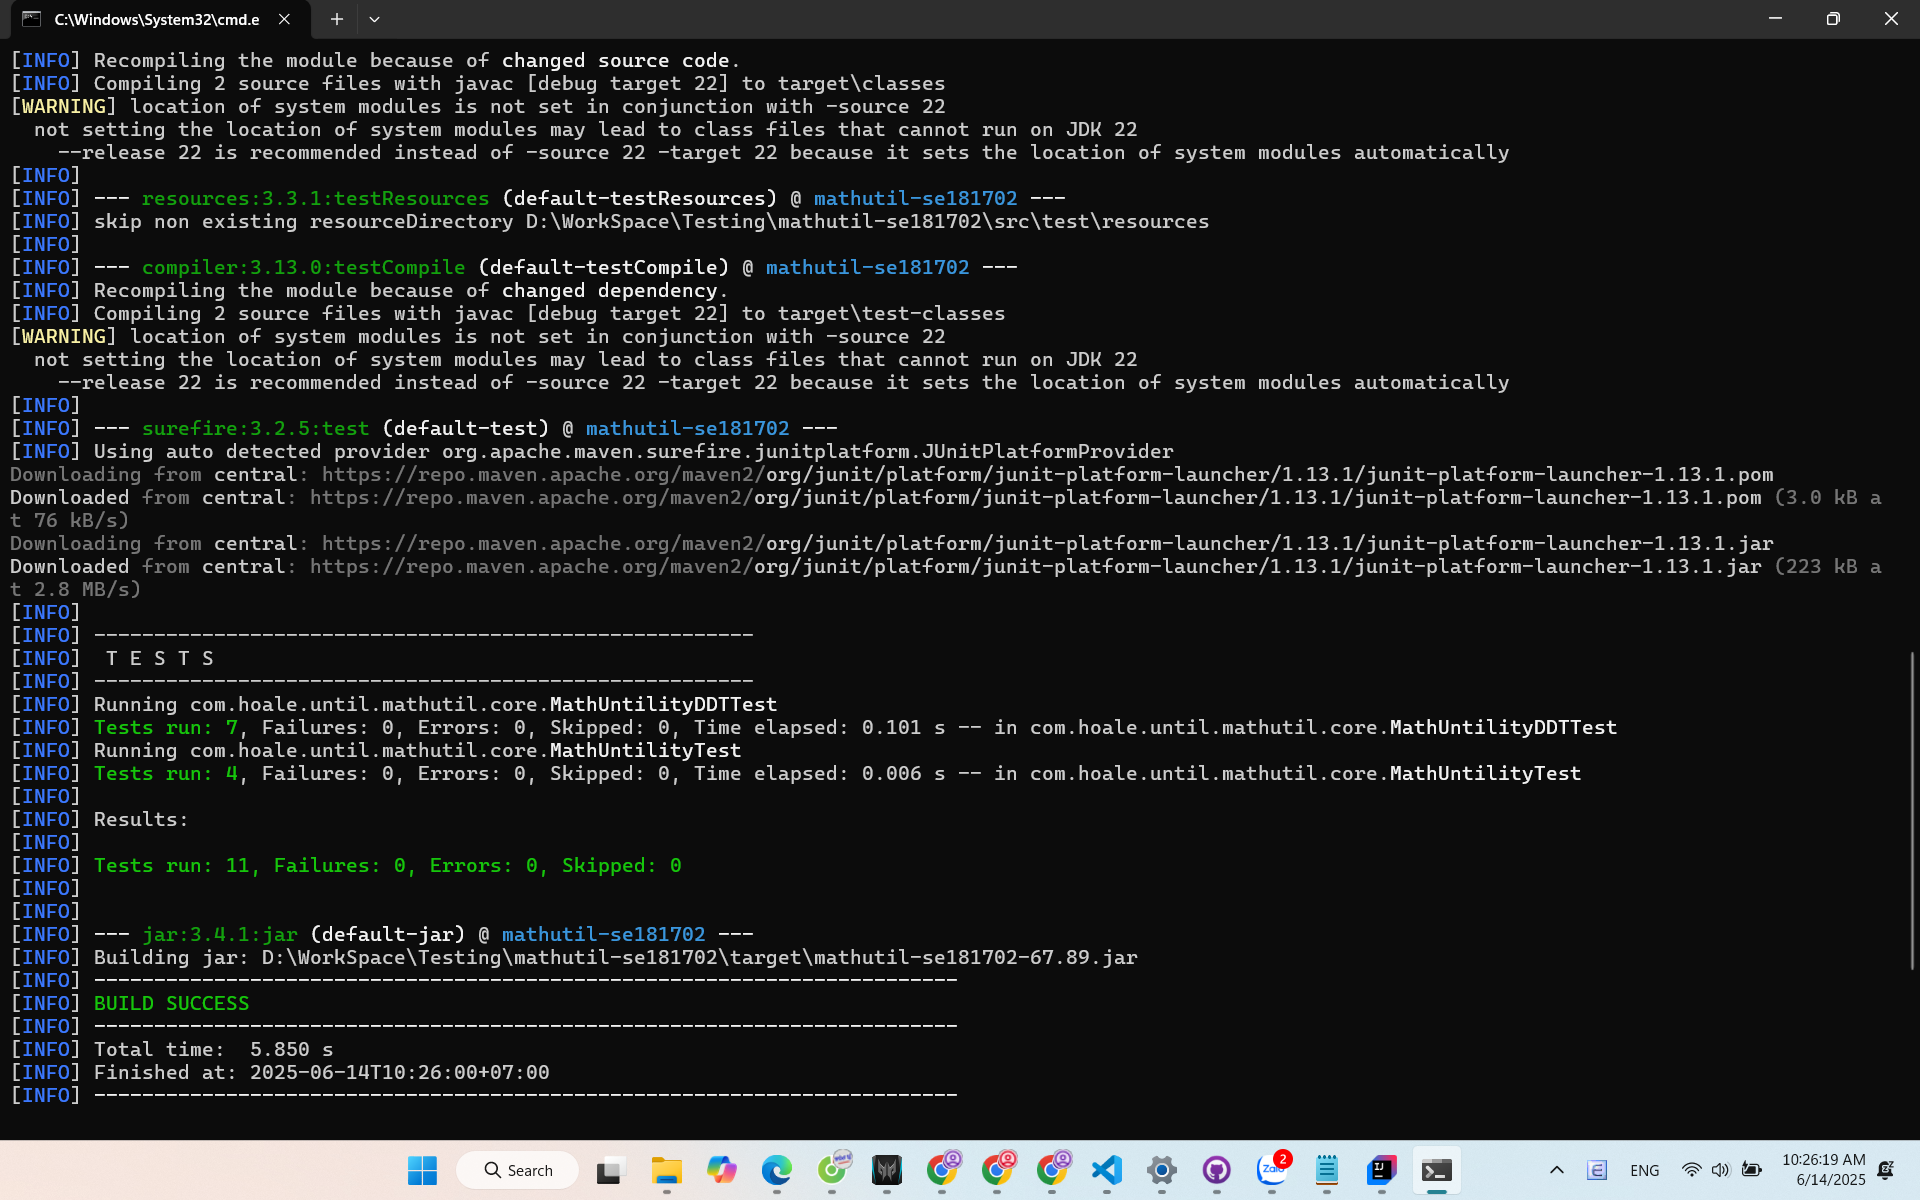 C:\Windows\System32\cmd.e
[INFO] Recompiling the module because of changed source code.
[INFO] Compiling 2 source files with javac [debug target 22] to target\classes
[WARNING] location of system modules is not set in conjunction with -source 22
  not setting the location of system modules may lead to class files that cannot run on JDK 22
    --release 22 is recommended instead of -source 22 -target 22 because it sets the location of system modules automatically
[INFO]
[INFO] --- resources:3.3.1:testResources (default-testResources) @ mathutil-se181702 ---
[INFO] skip non existing resourceDirectory D:\WorkSpace\Testing\mathutil-se181702\src\test\resources
[INFO]
[INFO] --- compiler:3.13.0:testCompile (default-testCompile) @ mathutil-se181702 ---
[INFO] Recompiling the module because of changed dependency.
[INFO] Compiling 2 source files with javac [debug target 22] to target\test-classes
[WARNING] location of system modules is not set in conjunction with -source 22
  not setting the location of system modules may lead to class files that cannot run on JDK 22
    --release 22 is recommended instead of -source 22 -target 22 because it sets the location of system modules automatically
[INFO]
[INFO] --- surefire:3.2.5:test (default-test) @ mathutil-se181702 ---
[INFO] Using auto detected provider org.apache.maven.surefire.junitplatform.JUnitPlatformProvider
Downloading from central: https://repo.maven.apache.org/maven2/org/junit/platform/junit-platform-launcher/1.13.1/junit-platform-launcher-1.13.1.pom
Downloaded from central: https://repo.maven.apache.org/maven2/org/junit/platform/junit-platform-launcher/1.13.1/junit-platform-launcher-1.13.1.pom (3.0 kB a
t 76 kB/s)
Downloading from central: https://repo.maven.apache.org/maven2/org/junit/platform/junit-platform-launcher/1.13.1/junit-platform-launcher-1.13.1.jar
Downloaded from central: https://repo.maven.apache.org/maven2/org/junit/platform/junit-platform-launcher/1.13.1/junit-platform-launcher-1.13.1.jar (223 kB a
t 2.8 MB/s)
[INFO]
[INFO] -------------------------------------------------------
[INFO]  T E S T S
[INFO] -------------------------------------------------------
[INFO] Running com.hoale.until.mathutil.core.MathUntilityDDTTest
[INFO] Tests run: 7, Failures: 0, Errors: 0, Skipped: 0, Time elapsed: 0.101 s -- in com.hoale.until.mathutil.core.MathUntilityDDTTest
[INFO] Running com.hoale.until.mathutil.core.MathUntilityTest
[INFO] Tests run: 4, Failures: 0, Errors: 0, Skipped: 0, Time elapsed: 0.006 s -- in com.hoale.until.mathutil.core.MathUntilityTest
[INFO]
[INFO] Results:
[INFO]
[INFO] Tests run: 11, Failures: 0, Errors: 0, Skipped: 0
[INFO]
[INFO]
[INFO] --- jar:3.4.1:jar (default-jar) @ mathutil-se181702 ---
[INFO] Building jar: D:\WorkSpace\Testing\mathutil-se181702\target\mathutil-se181702-67.89.jar
[INFO] ------------------------------------------------------------------------
[INFO] BUILD SUCCESS
[INFO] ------------------------------------------------------------------------
[INFO] Total time:  5.850 s
[INFO] Finished at: 2025-06-14T10:26:00+07:00
[INFO] ------------------------------------------------------------------------
Search
Zalo
2
IJ
ENG
10:26:19 AM
6/14/2025